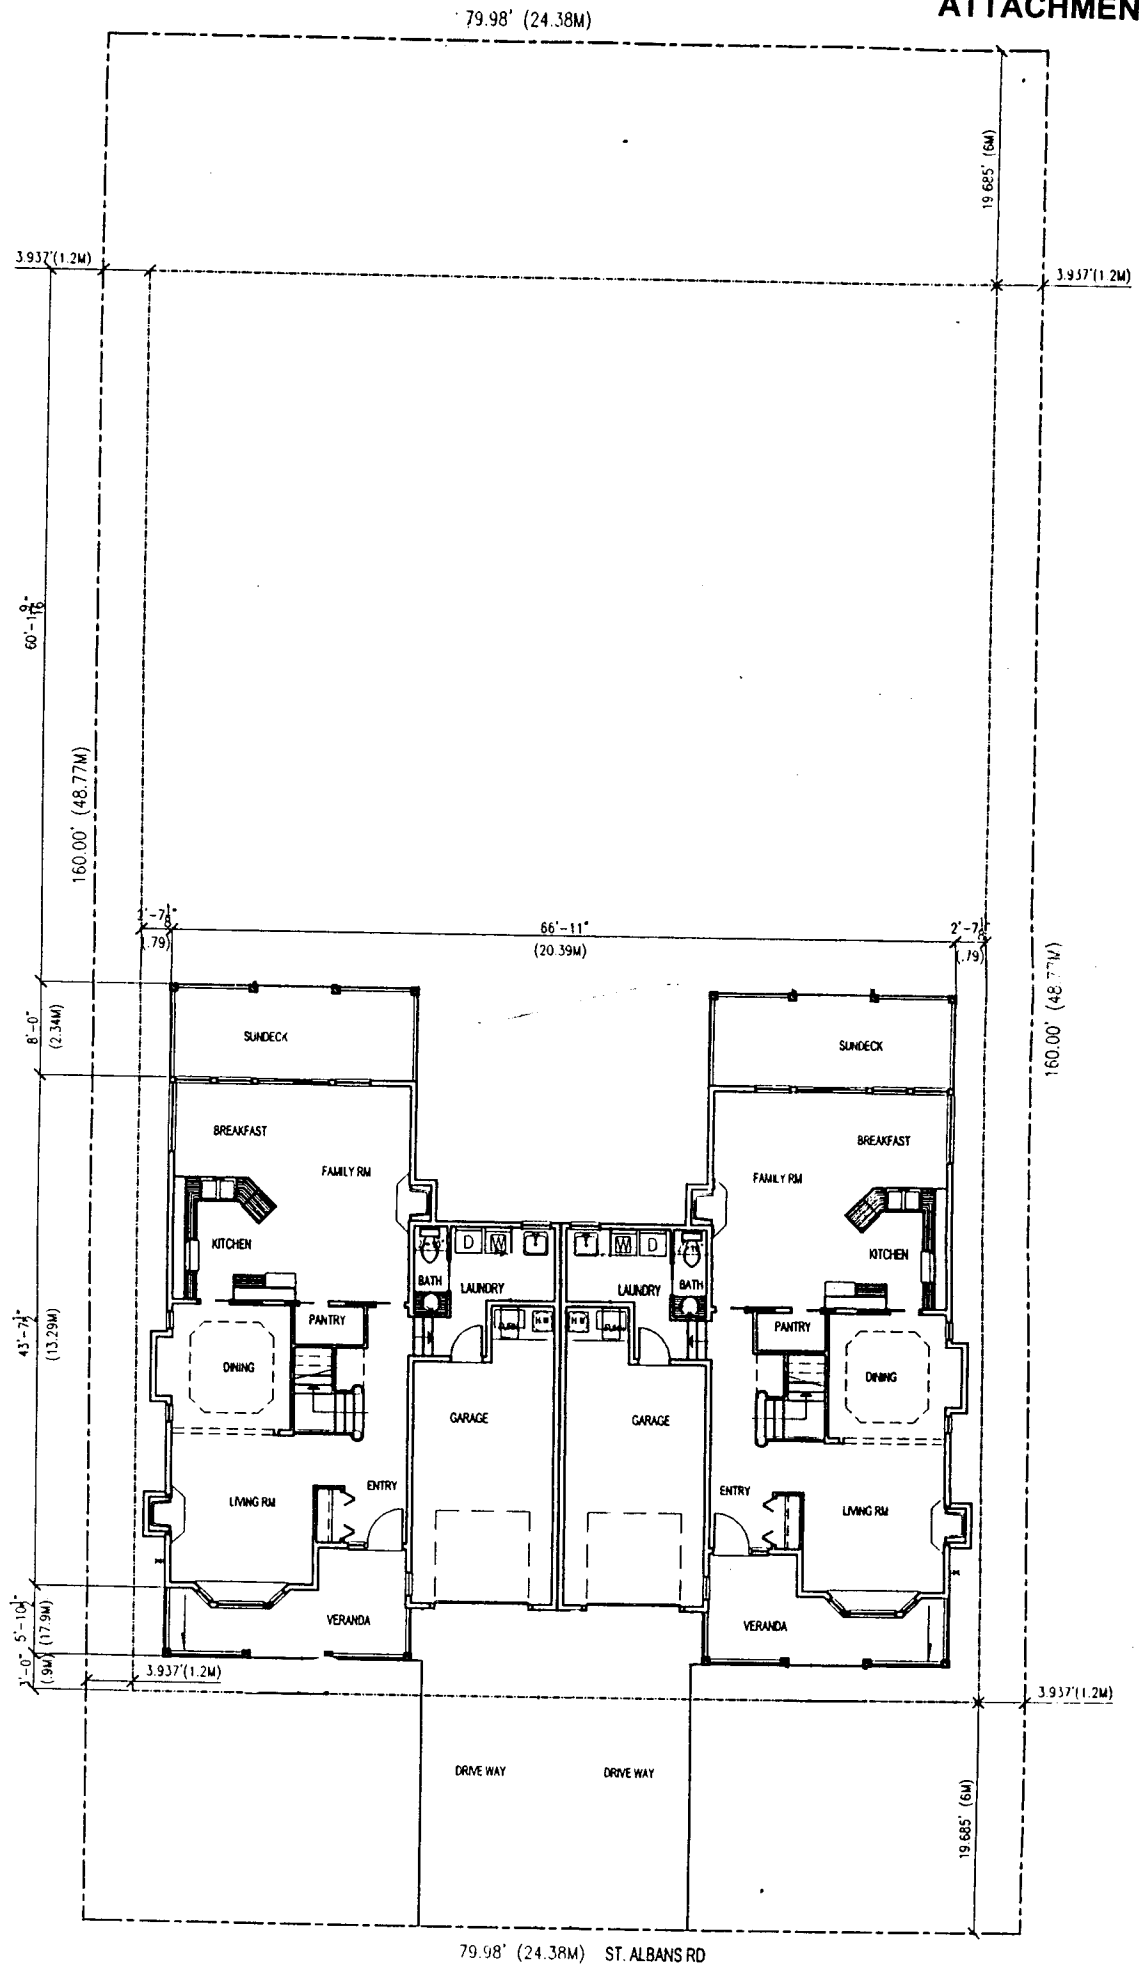 ATTACHMEN
79.98' (24.38M)
19.685' (6M)
3.937'(1.2M)
3.937'(1.2M)
60'-1 9/16"
160.00' (48.77M)
2'-7 1/8"
66'-11"
2'-7 1/8"
(.79)
(20.39M)
(.79)
160.00' (48.77M)
8'-0"
(2.34M)
SUNDECK
SUNDECK
BREAKFAST
BREAKFAST
FAMILY RM
FAMILY RM
KITCHEN
KITCHEN
D
W
W
D
BATH
LAUNDRY
LAUNDRY
BATH
PANTRY
FURN
H.W
H.W
FURN
PANTRY
43'-7 1/2"
(13.29M)
DINING
DINING
GARAGE
GARAGE
ENTRY
ENTRY
LIVING RM
LIVING RM
5'-10 1/2"
(17.9M)
VERANDA
VERANDA
3'-0"
(.9M)
3.937'(1.2M)
3.937'(1.2M)
DRIVE WAY
DRIVE WAY
19.685' (6M)
79.98' (24.38M) ST. ALBANS RD